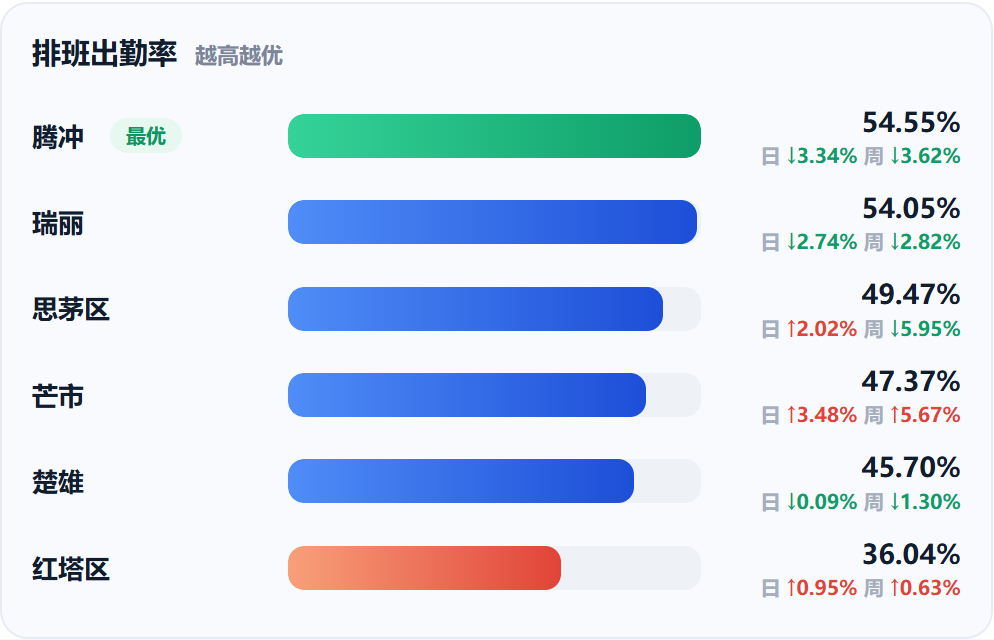 排班出勤率 越高越优
腾冲 最优 54.55%
日 ↓3.34% 周 ↓3.62%
瑞丽 54.05%
日 ↓2.74% 周 ↓2.82%
思茅区 49.47%
日 ↑2.02% 周 ↓5.95%
芒市 47.37%
日 ↑3.48% 周 ↑5.67%
楚雄 45.70%
日 ↓0.09% 周 ↓1.30%
红塔区 36.04%
日 ↑0.95% 周 ↑0.63%